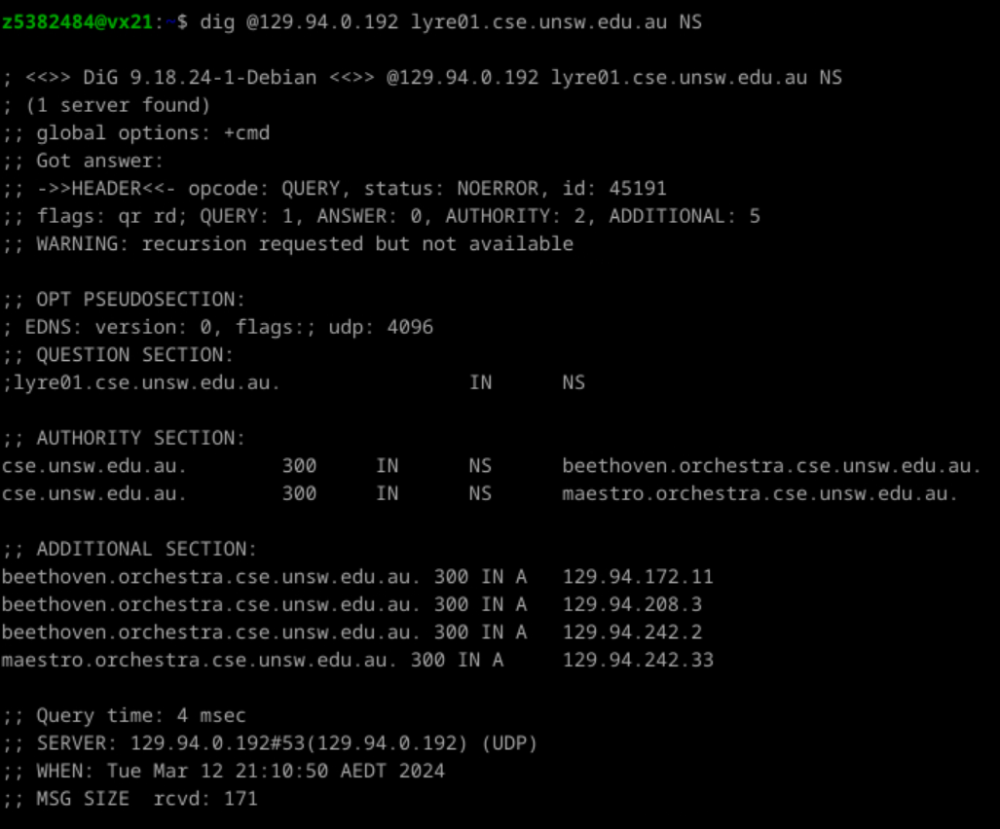 z5382484@vx21:~$ dig @129.94.0.192 lyre01.cse.unsw.edu.au NS
; <<>> DiG 9.18.24-1-Debian <<>> @129.94.0.192 lyre01.cse.unsw.edu.au NS
; (1 server found)
;; global options: +cmd
;; Got answer:
;; ->>HEADER<<- opcode: QUERY, status: NOERROR, id: 45191
;; flags: qr rd; QUERY: 1, ANSWER: 0, AUTHORITY: 2, ADDITIONAL: 5
;; WARNING: recursion requested but not available
;; OPT PSEUDOSECTION:
; EDNS: version: 0, flags:; udp: 4096
;; QUESTION SECTION:
;lyre01.cse.unsw.edu.au. IN NS
;; AUTHORITY SECTION:
cse.unsw.edu.au. 300 IN NS beethoven.orchestra.cse.unsw.edu.au.
cse.unsw.edu.au. 300 IN NS maestro.orchestra.cse.unsw.edu.au.
;; ADDITIONAL SECTION:
beethoven.orchestra.cse.unsw.edu.au. 300 IN A 129.94.172.11
beethoven.orchestra.cse.unsw.edu.au. 300 IN A 129.94.208.3
beethoven.orchestra.cse.unsw.edu.au. 300 IN A 129.94.242.2
maestro.orchestra.cse.unsw.edu.au. 300 IN A 129.94.242.33
;; Query time: 4 msec
;; SERVER: 129.94.0.192#53(129.94.0.192) (UDP)
;; WHEN: Tue Mar 12 21:10:50 AEDT 2024
;; MSG SIZE rcvd: 171